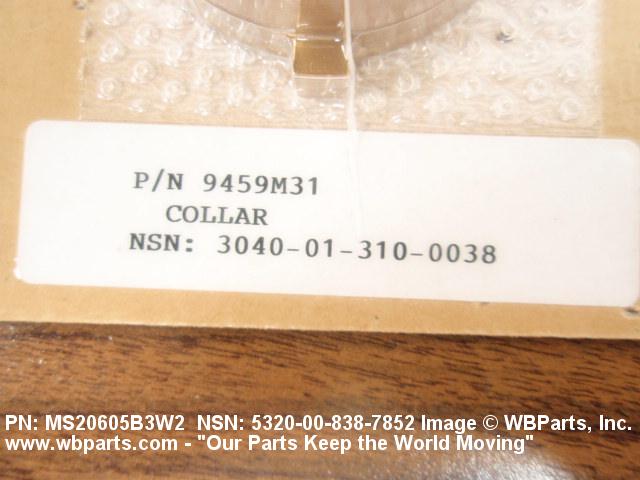 P/N 9459M31
COLLAR
NSN: 3040-01-310-0038
PN: MS20605B3W2 NSN: 5320-00-838-7852 Image © WBParts, Inc.
www.wbparts.com - "Our Parts Keep the World Moving"